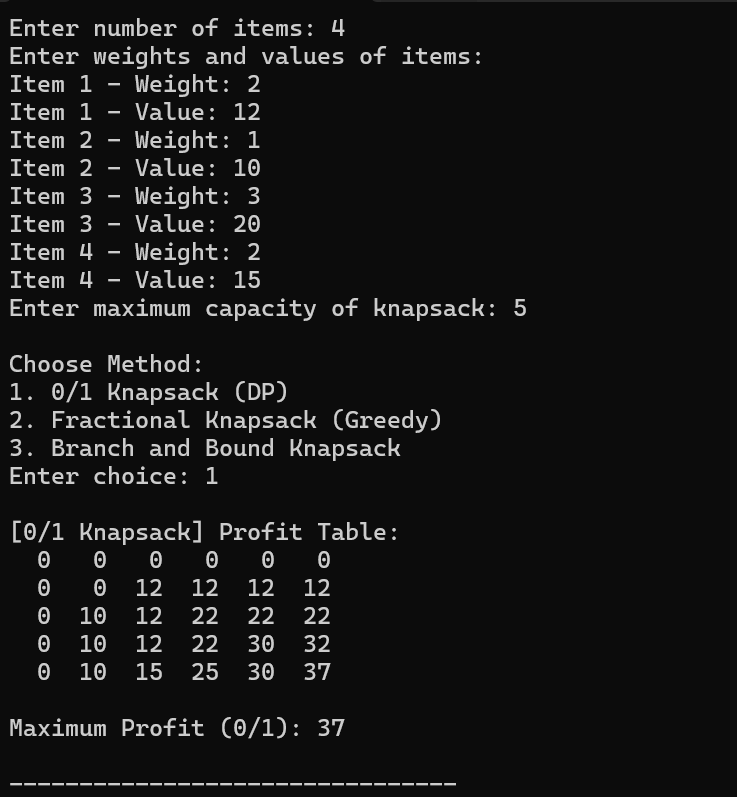 Enter number of items: 4
Enter weights and values of items:
Item 1 - Weight: 2
Item 1 - Value: 12
Item 2 - Weight: 1
Item 2 - Value: 10
Item 3 - Weight: 3
Item 3 - Value: 20
Item 4 - Weight: 2
Item 4 - Value: 15
Enter maximum capacity of knapsack: 5

Choose Method:
1. 0/1 Knapsack (DP)
2. Fractional Knapsack (Greedy)
3. Branch and Bound Knapsack
Enter choice: 1

[0/1 Knapsack] Profit Table:
  0   0   0   0   0   0
  0   0  12  12  12  12
  0  10  12  22  22  22
  0  10  12  22  30  32
  0  10  15  25  30  37

Maximum Profit (0/1): 37

--------------------------------